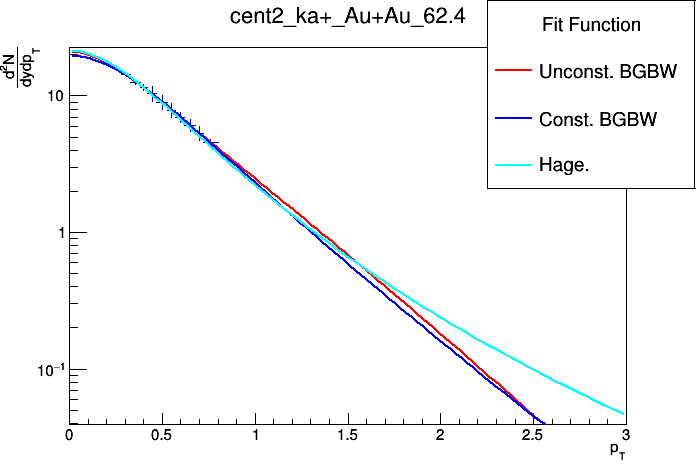 cent2_ka+_Au+Au_62.4
Fit Function
Unconst. BGBW
Const. BGBW
Hage.
d²N
dydp_T
10
1
10⁻¹
0 0.5 1 1.5 2 2.5 3
p_T